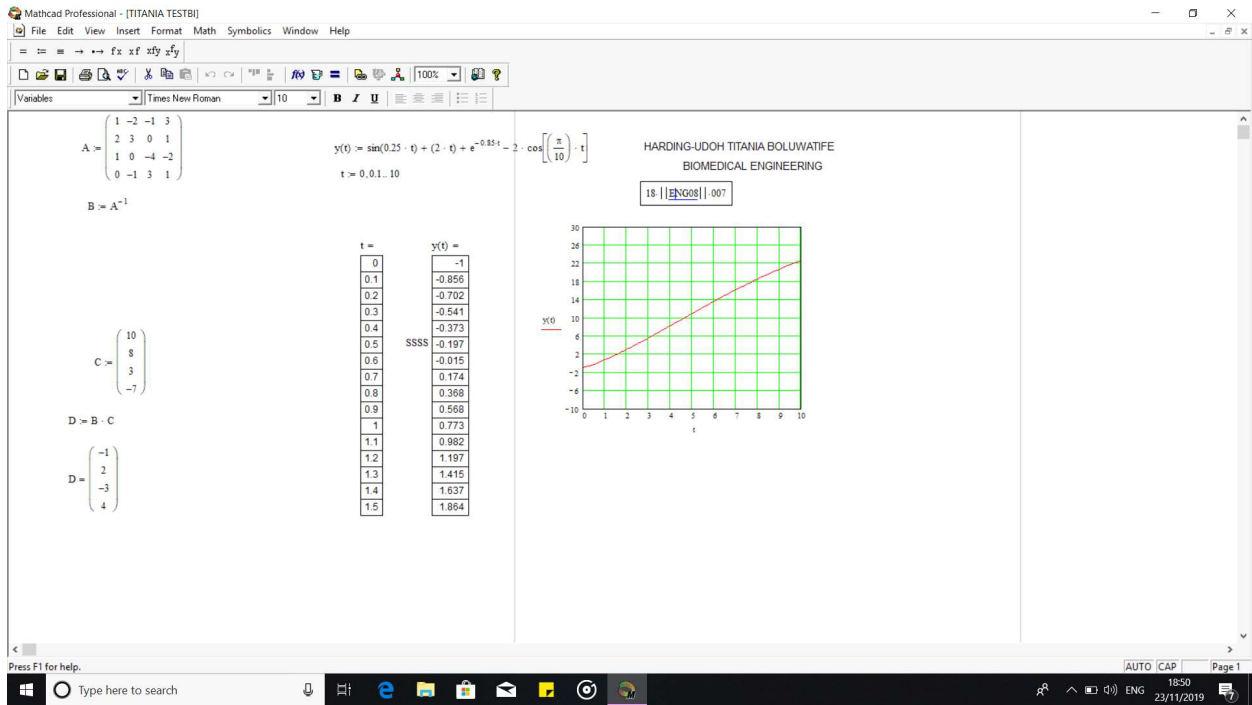 Mathcad Professional - [TITANIA TESTBI]
File Edit View Insert Format Math Symbolics Window Help
= := ≡ → •→ fx xf xfy xfy
100%
Variables Times New Roman 10 B I U
A := ( 1 -2 -1 3
2 3 0 1
1 0 -4 -2
0 -1 3 1 )
B := A^-1
C := ( 10
8
3
-7 )
D := B · C
D = ( -1
2
-3
4 )
y(t) := sin(0.25 · t) + (2 · t) + e^-0.85·t - 2 · cos[(π/10) · t]
t := 0,0.1.. 10
t = y(t) =
0 -1
0.1 -0.856
0.2 -0.702
0.3 -0.541
0.4 -0.373
0.5 SSSS -0.197
0.6 -0.015
0.7 0.174
0.8 0.368
0.9 0.568
1 0.773
1.1 0.982
1.2 1.197
1.3 1.415
1.4 1.637
1.5 1.864
HARDING-UDOH TITANIA BOLUWATIFE
BIOMEDICAL ENGINEERING
18·||ENG08||·007
30
26
22
18
14
y(t) 10
6
2
-2
-6
-10
0 1 2 3 4 5 6 7 8 9 10
t
Press F1 for help. AUTO CAP Page 1
Type here to search
ENG
18:50
23/11/2019
7